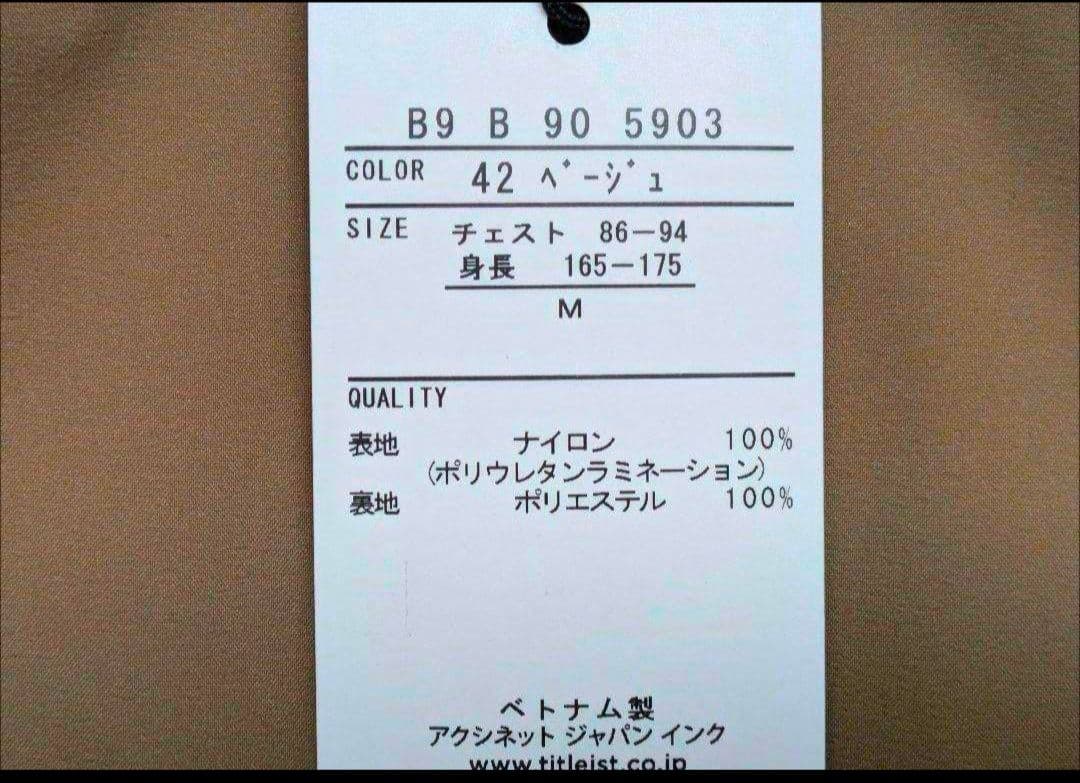 B9 B 90 5903
COLOR 42 ﾍﾞｰｼﾞｭ
SIZE チェスト 86－94
身長 165－175
M
QUALITY
表地 ナイロン 100%
(ポリウレタンラミネーション)
裏地 ポリエステル 100%
ベトナム製
アクシネット ジャパン インク
www.titleist.co.jp